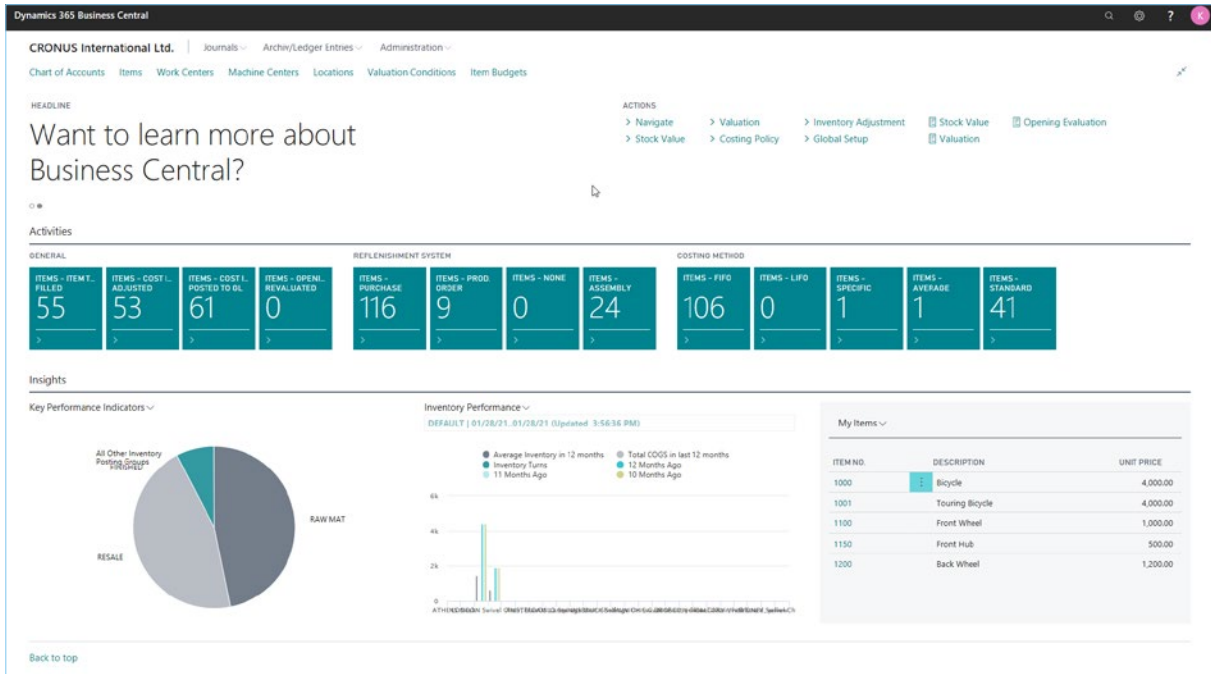 Dynamics 365 Business Central
K
CRONUS International Ltd.
Journals
Archiv/Ledger Entries
Administration
Chart of Accounts
Items
Work Centers
Machine Centers
Locations
Valuation Conditions
Item Budgets
HEADLINE
Want to learn more about
Business Central?
ACTIONS
> Navigate
> Valuation
> Inventory Adjustment
Stock Value
Opening Evaluation
> Stock Value
> Costing Policy
> Global Setup
Valuation
Activities
GENERAL
ITEMS - ITEM T...
FILLED
55
ITEMS - COST I...
ADJUSTED
53
ITEMS - COST I...
POSTED TO GL
61
ITEMS - OPENI...
REVALUATED
0
REPLENISHMENT SYSTEM
ITEMS -
PURCHASE
116
ITEMS - PROD.
ORDER
9
ITEMS - NONE
0
ITEMS -
ASSEMBLY
24
COSTING METHOD
ITEMS - FIFO
106
ITEMS - LIFO
0
ITEMS -
SPECIFIC
1
ITEMS -
AVERAGE
1
ITEMS -
STANDARD
41
Insights
Key Performance Indicators
All Other Inventory
Posting Groups
FINISHED
RAW MAT
RESALE
Inventory Performance
DEFAULT | 01/28/21..01/28/21 (Updated 3:56:36 PM)
Average Inventory in 12 months
Total COGS in last 12 months
Inventory Turns
12 Months Ago
11 Months Ago
10 Months Ago
6k
4k
2k
0
My Items
ITEM NO.
DESCRIPTION
UNIT PRICE
1000
Bicycle
4,000.00
1001
Touring Bicycle
4,000.00
1100
Front Wheel
1,000.00
1150
Front Hub
500.00
1200
Back Wheel
1,200.00
Back to top